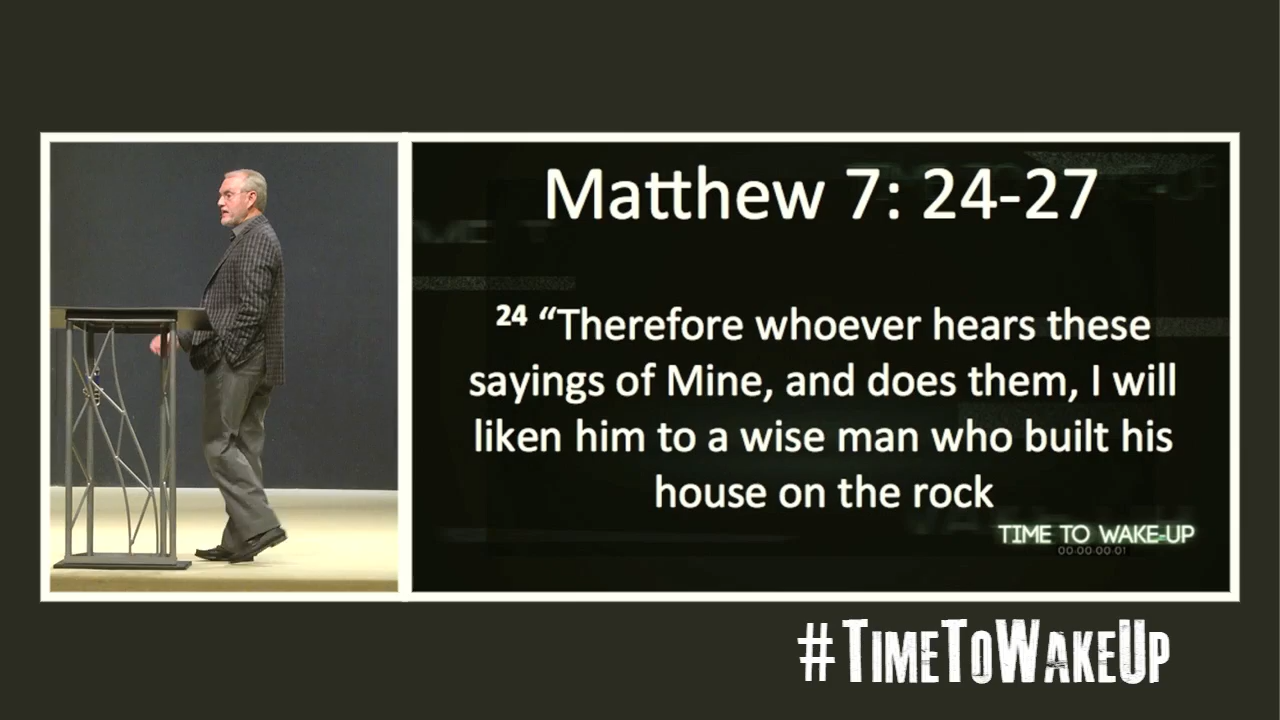 Matthew 7: 24-27
24 “Therefore whoever hears these
sayings of Mine, and does them, I will
liken him to a wise man who built his
house on the rock
TIME TO WAKE-UP
00:00:00:01
#TIMETOWAKEUP